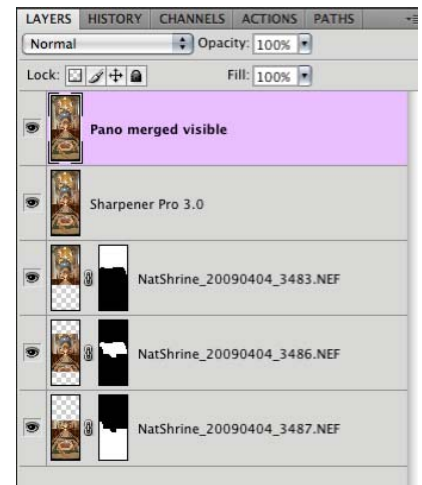 LAYERS HISTORY CHANNELS ACTIONS PATHS
Normal Opacity: 100%
Lock: Fill: 100%
Pano merged visible
Sharpener Pro 3.0
NatShrine_20090404_3483.NEF
NatShrine_20090404_3486.NEF
NatShrine_20090404_3487.NEF